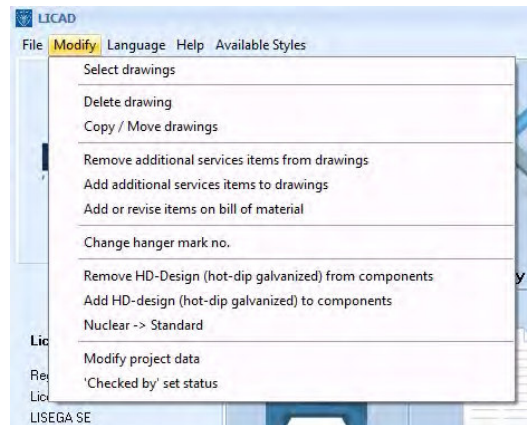 LICAD
File Modify Language Help Available Styles
Select drawings
Delete drawing
Copy / Move drawings
Remove additional services items from drawings
Add additional services items to drawings
Add or revise items on bill of material
Change hanger mark no.
Remove HD-Design (hot-dip galvanized) from components
Add HD-design (hot-dip galvanized) to components
Nuclear -> Standard
Modify project data
'Checked by' set status
LISEGA SE